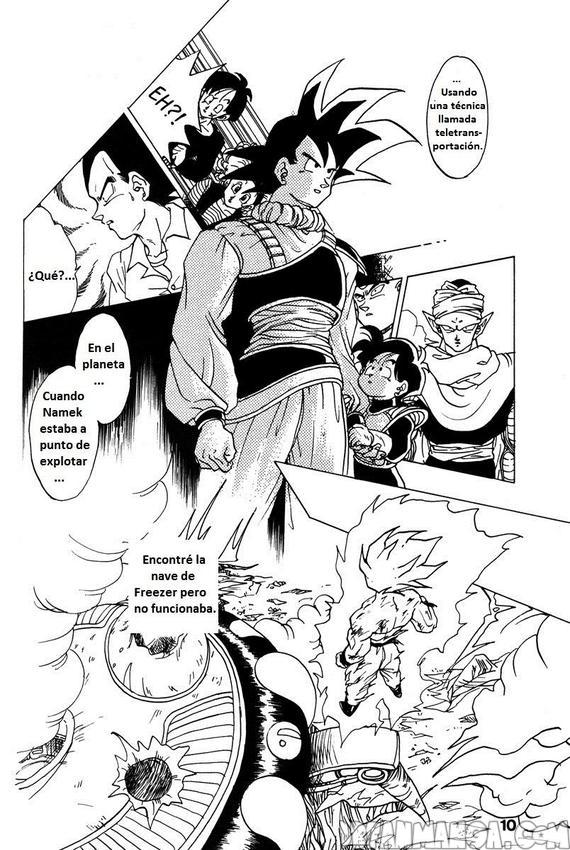 ...
Usando
una técnica
llamada
teletrans-
portación.
EH?!
¿Qué?...
En el
planeta
...
Cuando
Namek
estaba a
punto de
explotar
...
Encontré la
nave de
Freezer pero
no funcionaba.
10